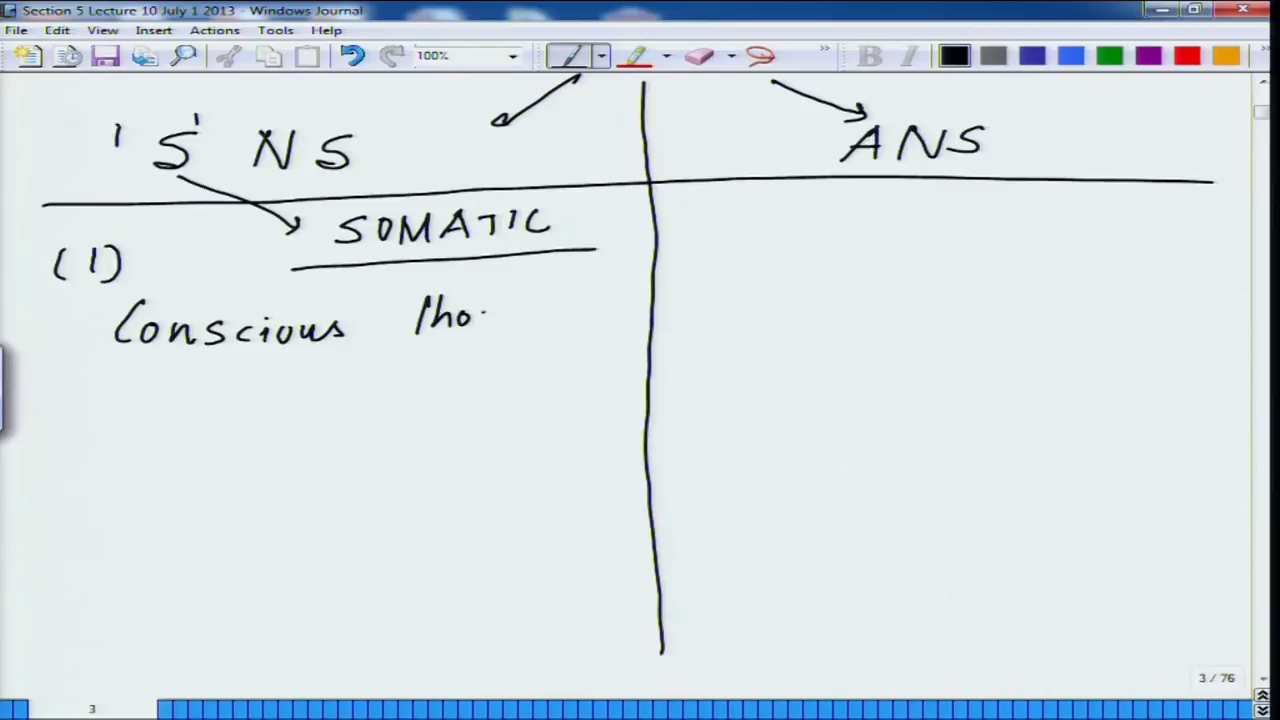 Section 5 Lecture 10 July 1 2013 - Windows Journal
File Edit View Insert Actions Tools Help
100% B I
'S' NS ANS
SOMATIC
(1)
Conscious
3 / 76
3